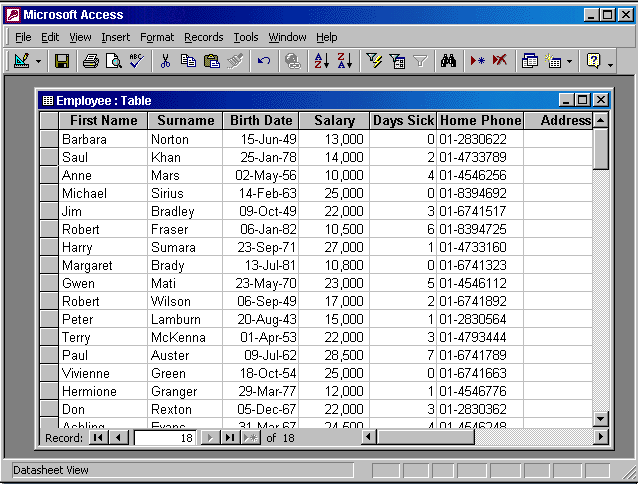 Microsoft Access
File Edit View Insert Format Records Tools Window Help
Employee : Table
First Name Surname Birth Date Salary Days Sick Home Phone Address
Barbara Norton 15-Jun-49 13,000 0 01-2830622
Saul Khan 25-Jan-78 14,000 2 01-4733789
Anne Mars 02-May-56 10,000 4 01-4546256
Michael Sirius 14-Feb-63 25,000 0 01-8394692
Jim Bradley 09-Oct-49 22,000 3 01-6741517
Robert Fraser 06-Jan-82 10,500 6 01-8394725
Harry Sumara 23-Sep-71 27,000 1 01-4733160
Margaret Brady 13-Jul-81 10,800 0 01-6741323
Gwen Mati 23-May-70 23,000 5 01-4546112
Robert Wilson 06-Sep-49 17,000 2 01-6741892
Peter Lamburn 20-Aug-43 15,000 1 01-2830564
Terry McKenna 01-Apr-53 22,000 3 01-4793444
Paul Auster 09-Jul-62 28,500 7 01-6741789
Vivienne Green 18-Oct-54 25,000 0 01-6741663
Hermione Granger 29-Mar-77 12,000 1 01-4546776
Don Rexton 05-Dec-67 22,000 3 01-2830362
Ashling Evans 31-Mar-67 24,500 4 01-4546248
Record: 18 of 18
Datasheet View